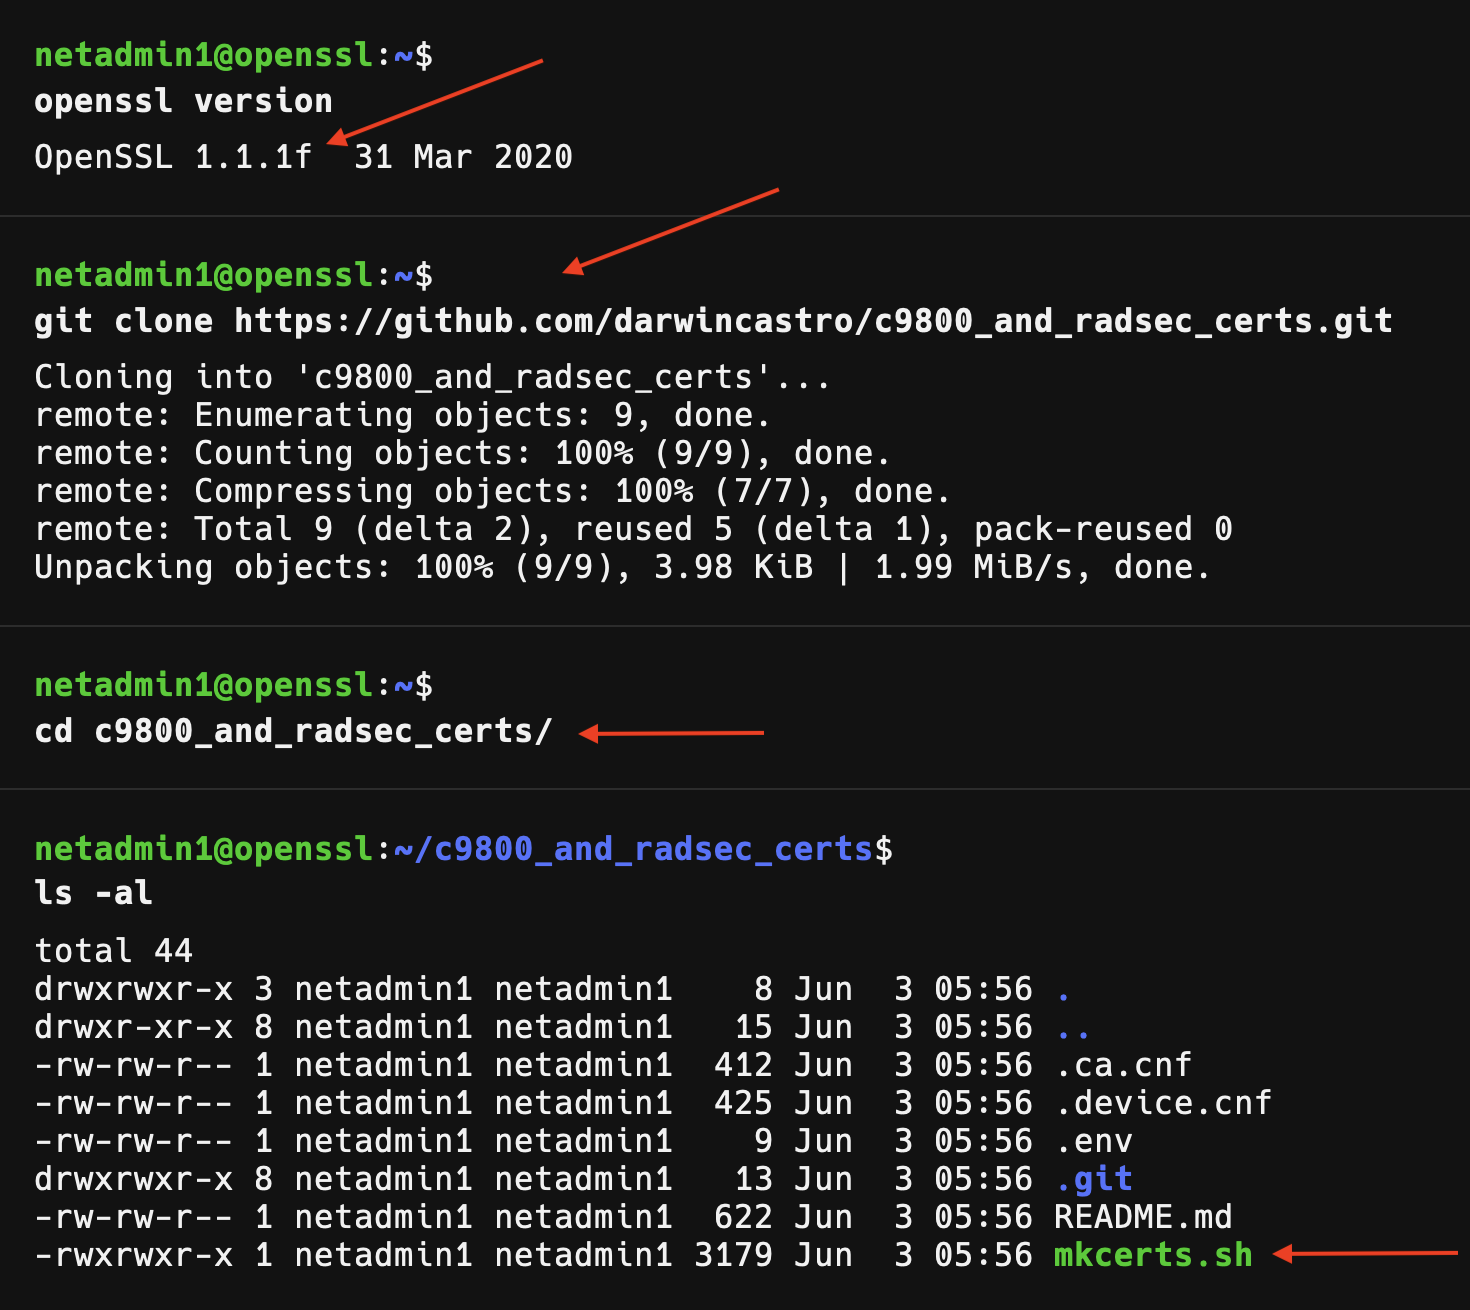 netadmin1@openssl:~$
openssl version
OpenSSL 1.1.1f  31 Mar 2020
netadmin1@openssl:~$
git clone https://github.com/darwincastro/c9800_and_radsec_certs.git
Cloning into 'c9800_and_radsec_certs'...
remote: Enumerating objects: 9, done.
remote: Counting objects: 100% (9/9), done.
remote: Compressing objects: 100% (7/7), done.
remote: Total 9 (delta 2), reused 5 (delta 1), pack-reused 0
Unpacking objects: 100% (9/9), 3.98 KiB | 1.99 MiB/s, done.
netadmin1@openssl:~$
cd c9800_and_radsec_certs/
netadmin1@openssl:~/c9800_and_radsec_certs$
ls -al
total 44
drwxrwxr-x 3 netadmin1 netadmin1    8 Jun  3 05:56 .
drwxr-xr-x 8 netadmin1 netadmin1   15 Jun  3 05:56 ..
-rw-rw-r-- 1 netadmin1 netadmin1  412 Jun  3 05:56 .ca.cnf
-rw-rw-r-- 1 netadmin1 netadmin1  425 Jun  3 05:56 .device.cnf
-rw-rw-r-- 1 netadmin1 netadmin1    9 Jun  3 05:56 .env
drwxrwxr-x 8 netadmin1 netadmin1   13 Jun  3 05:56 .git
-rw-rw-r-- 1 netadmin1 netadmin1  622 Jun  3 05:56 README.md
-rwxrwxr-x 1 netadmin1 netadmin1 3179 Jun  3 05:56 mkcerts.sh